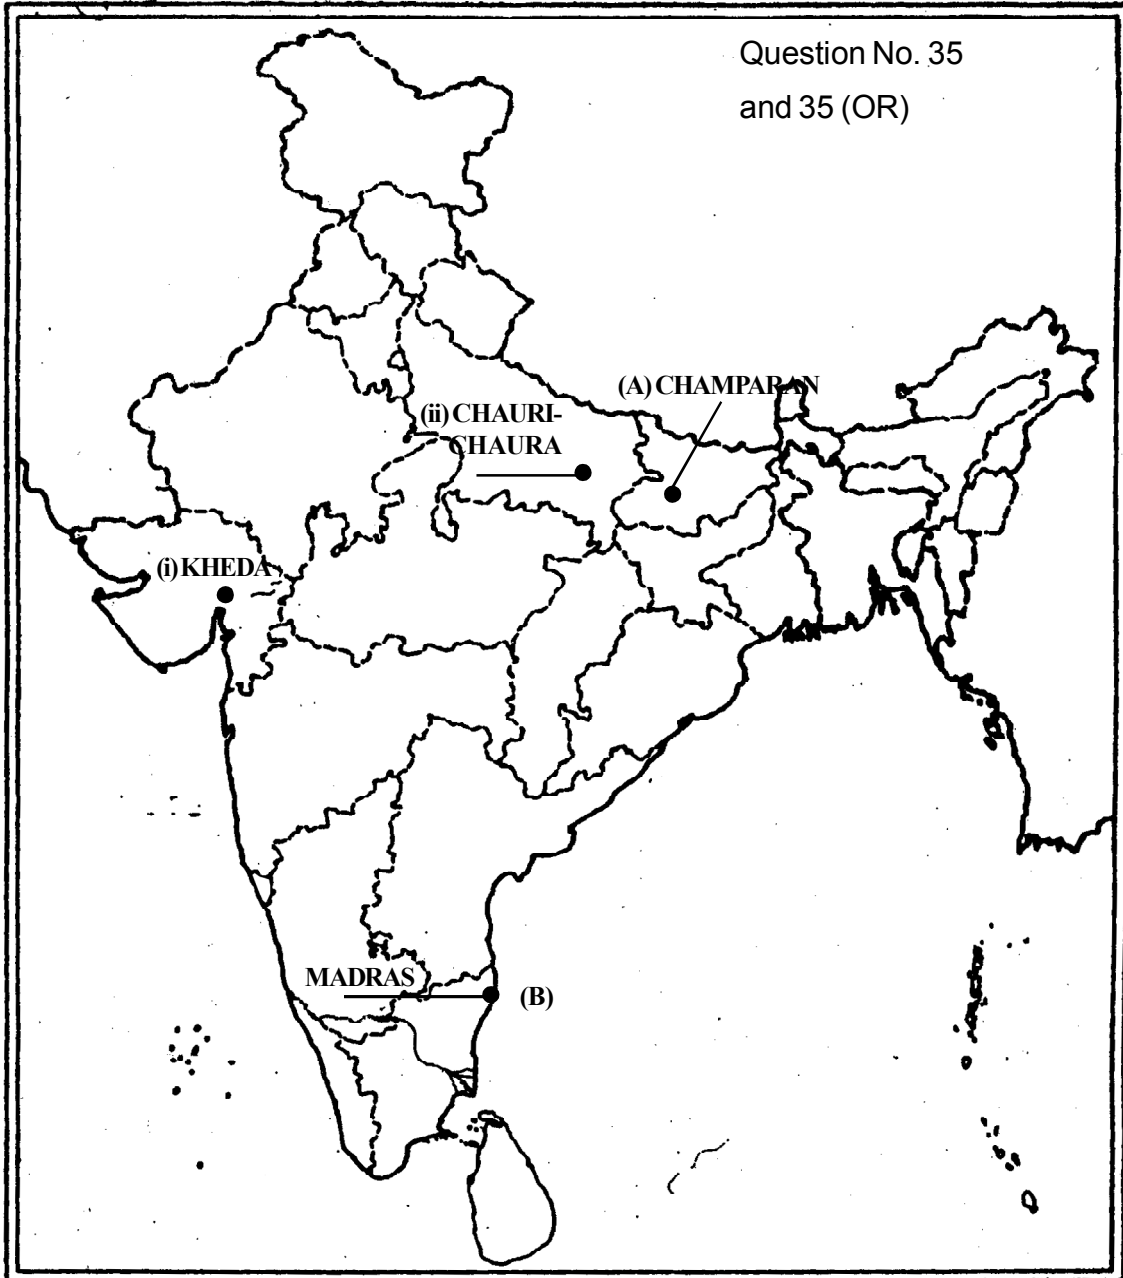 Question No. 35
and 35 (OR)
(A) CHAMPARAN
(ii) CHAURI-
CHAURA
(i) KHEDA
MADRAS
(B)